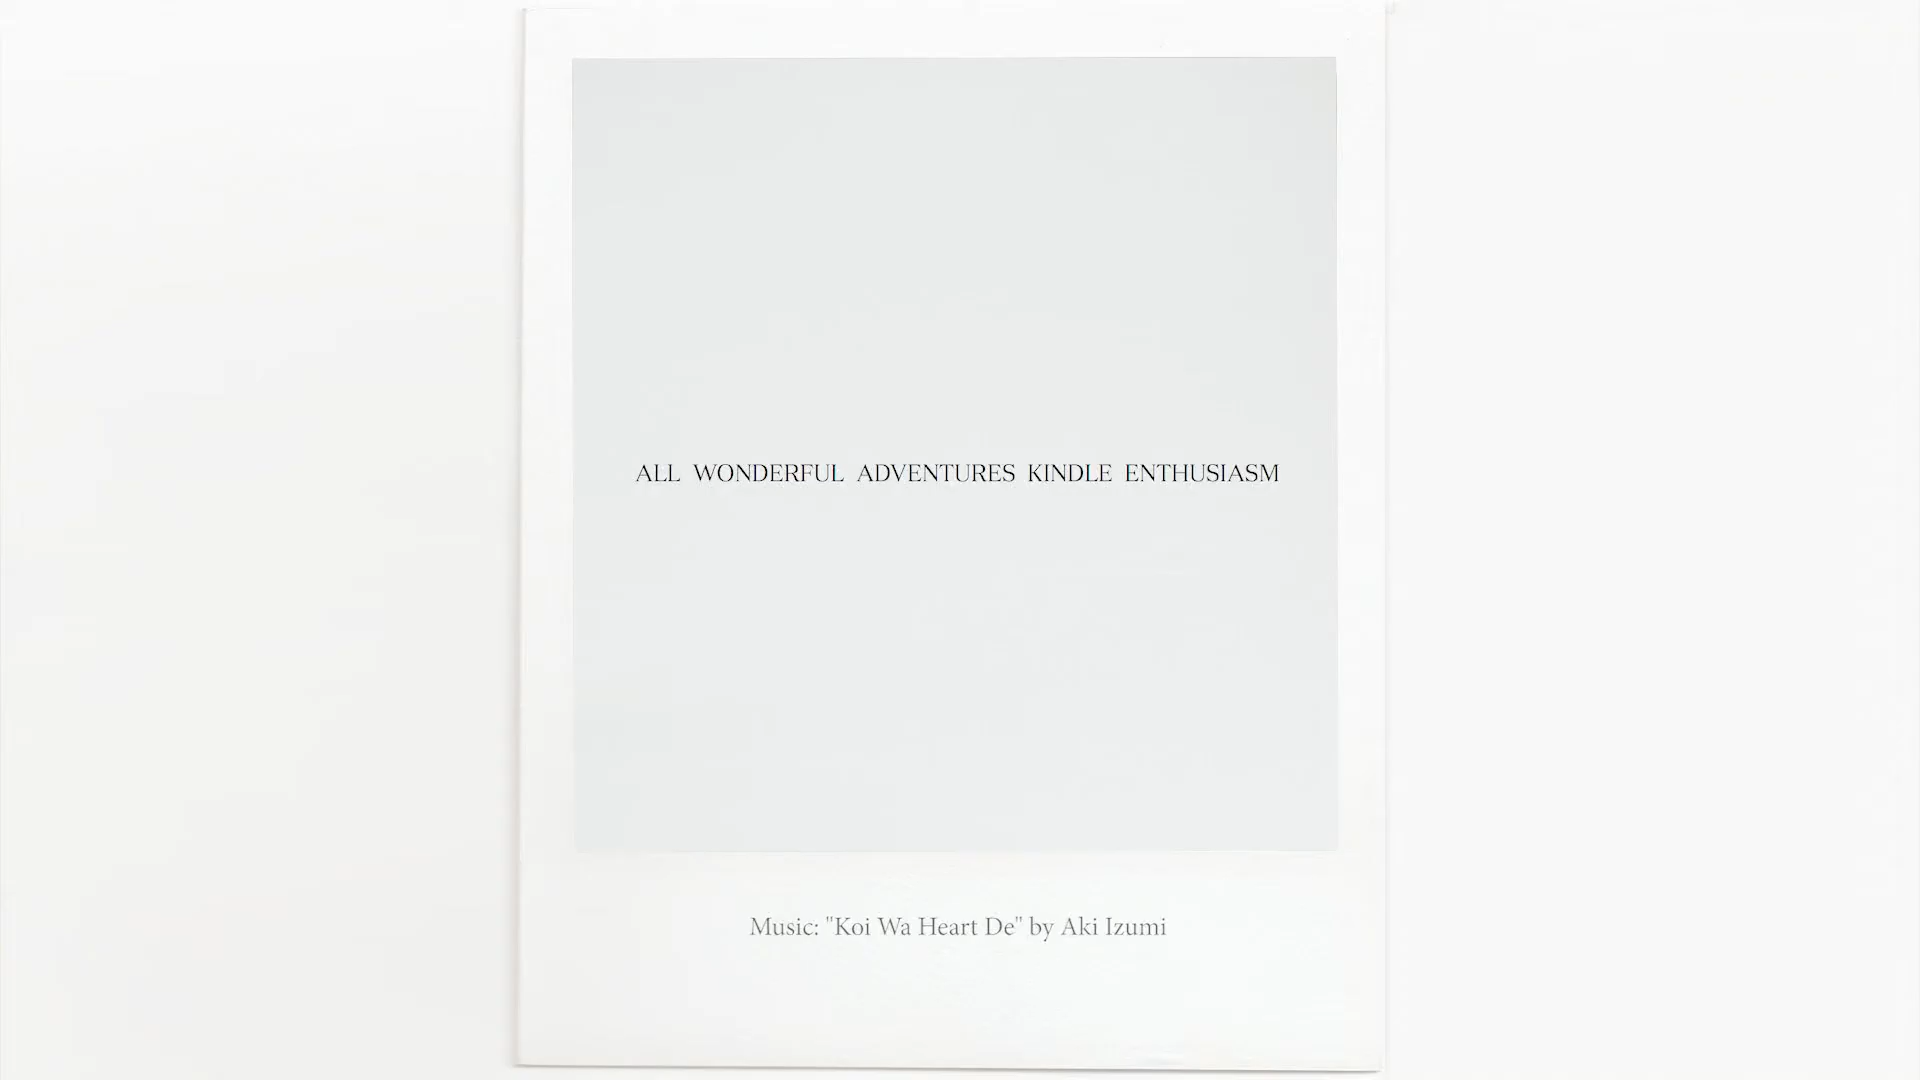 ALL WONDERFUL ADVENTURES KINDLE ENTHUSIASM
Music: "Koi Wa Heart De" by Aki Izumi